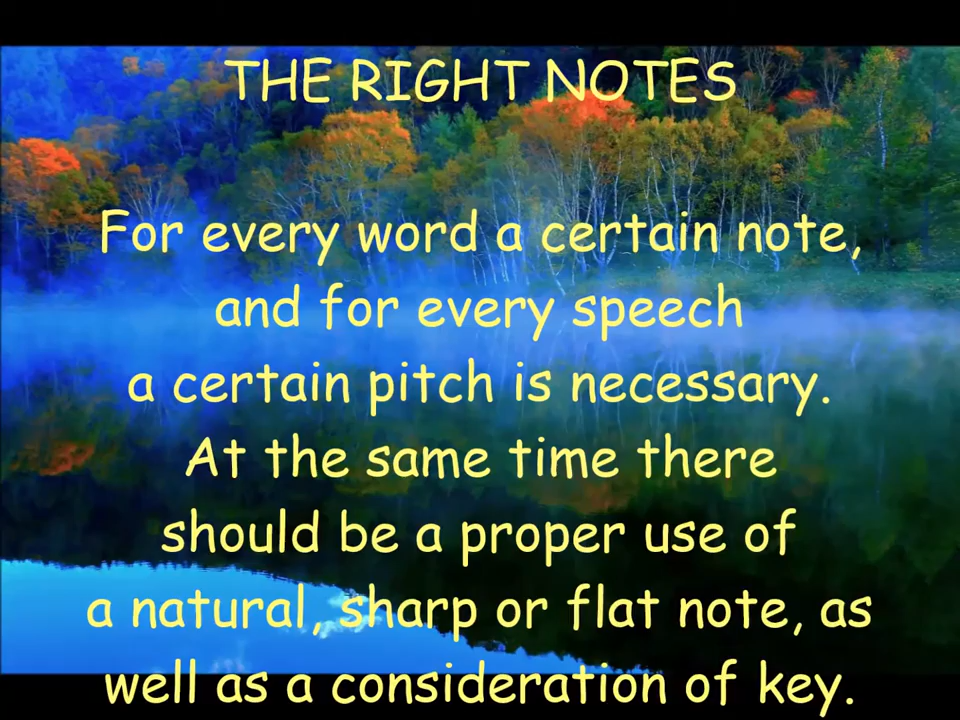 THE RIGHT NOTES
For every word a certain note,
and for every speech
a certain pitch is necessary.
At the same time there
should be a proper use of
a natural, sharp or flat note, as
well as a consideration of key.